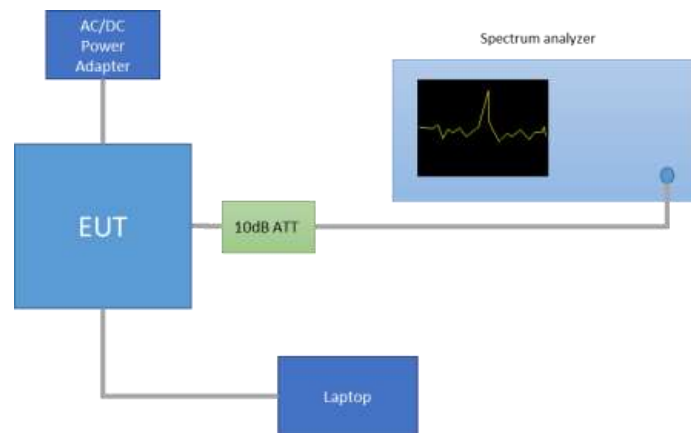 AC/DC
Power
Adapter
Spectrum analyzer
EUT
10dB ATT
Laptop